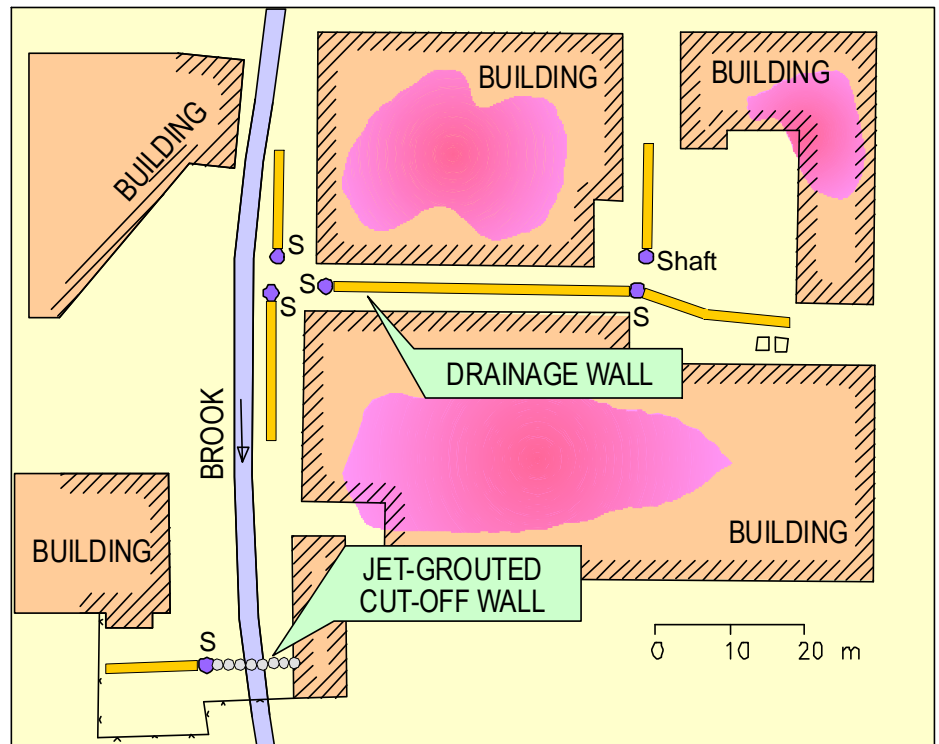 BUILDING
BUILDING
BUILDING
S
Shaft
S
S
S
DRAINAGE WALL
BROOK
BUILDING
BUILDING
JET-GROUTED
CUT-OFF WALL
S
0 10 20 m